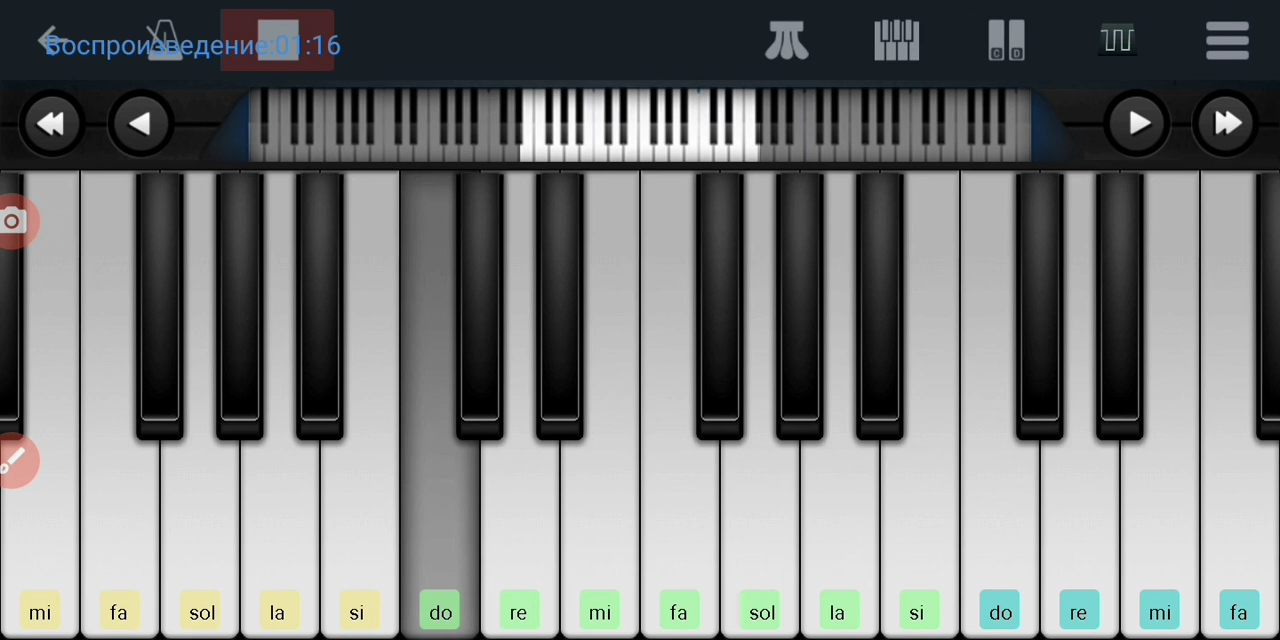 Воспроизведение:01:16
C D
mi fa sol la si do re mi fa sol la si do re mi fa